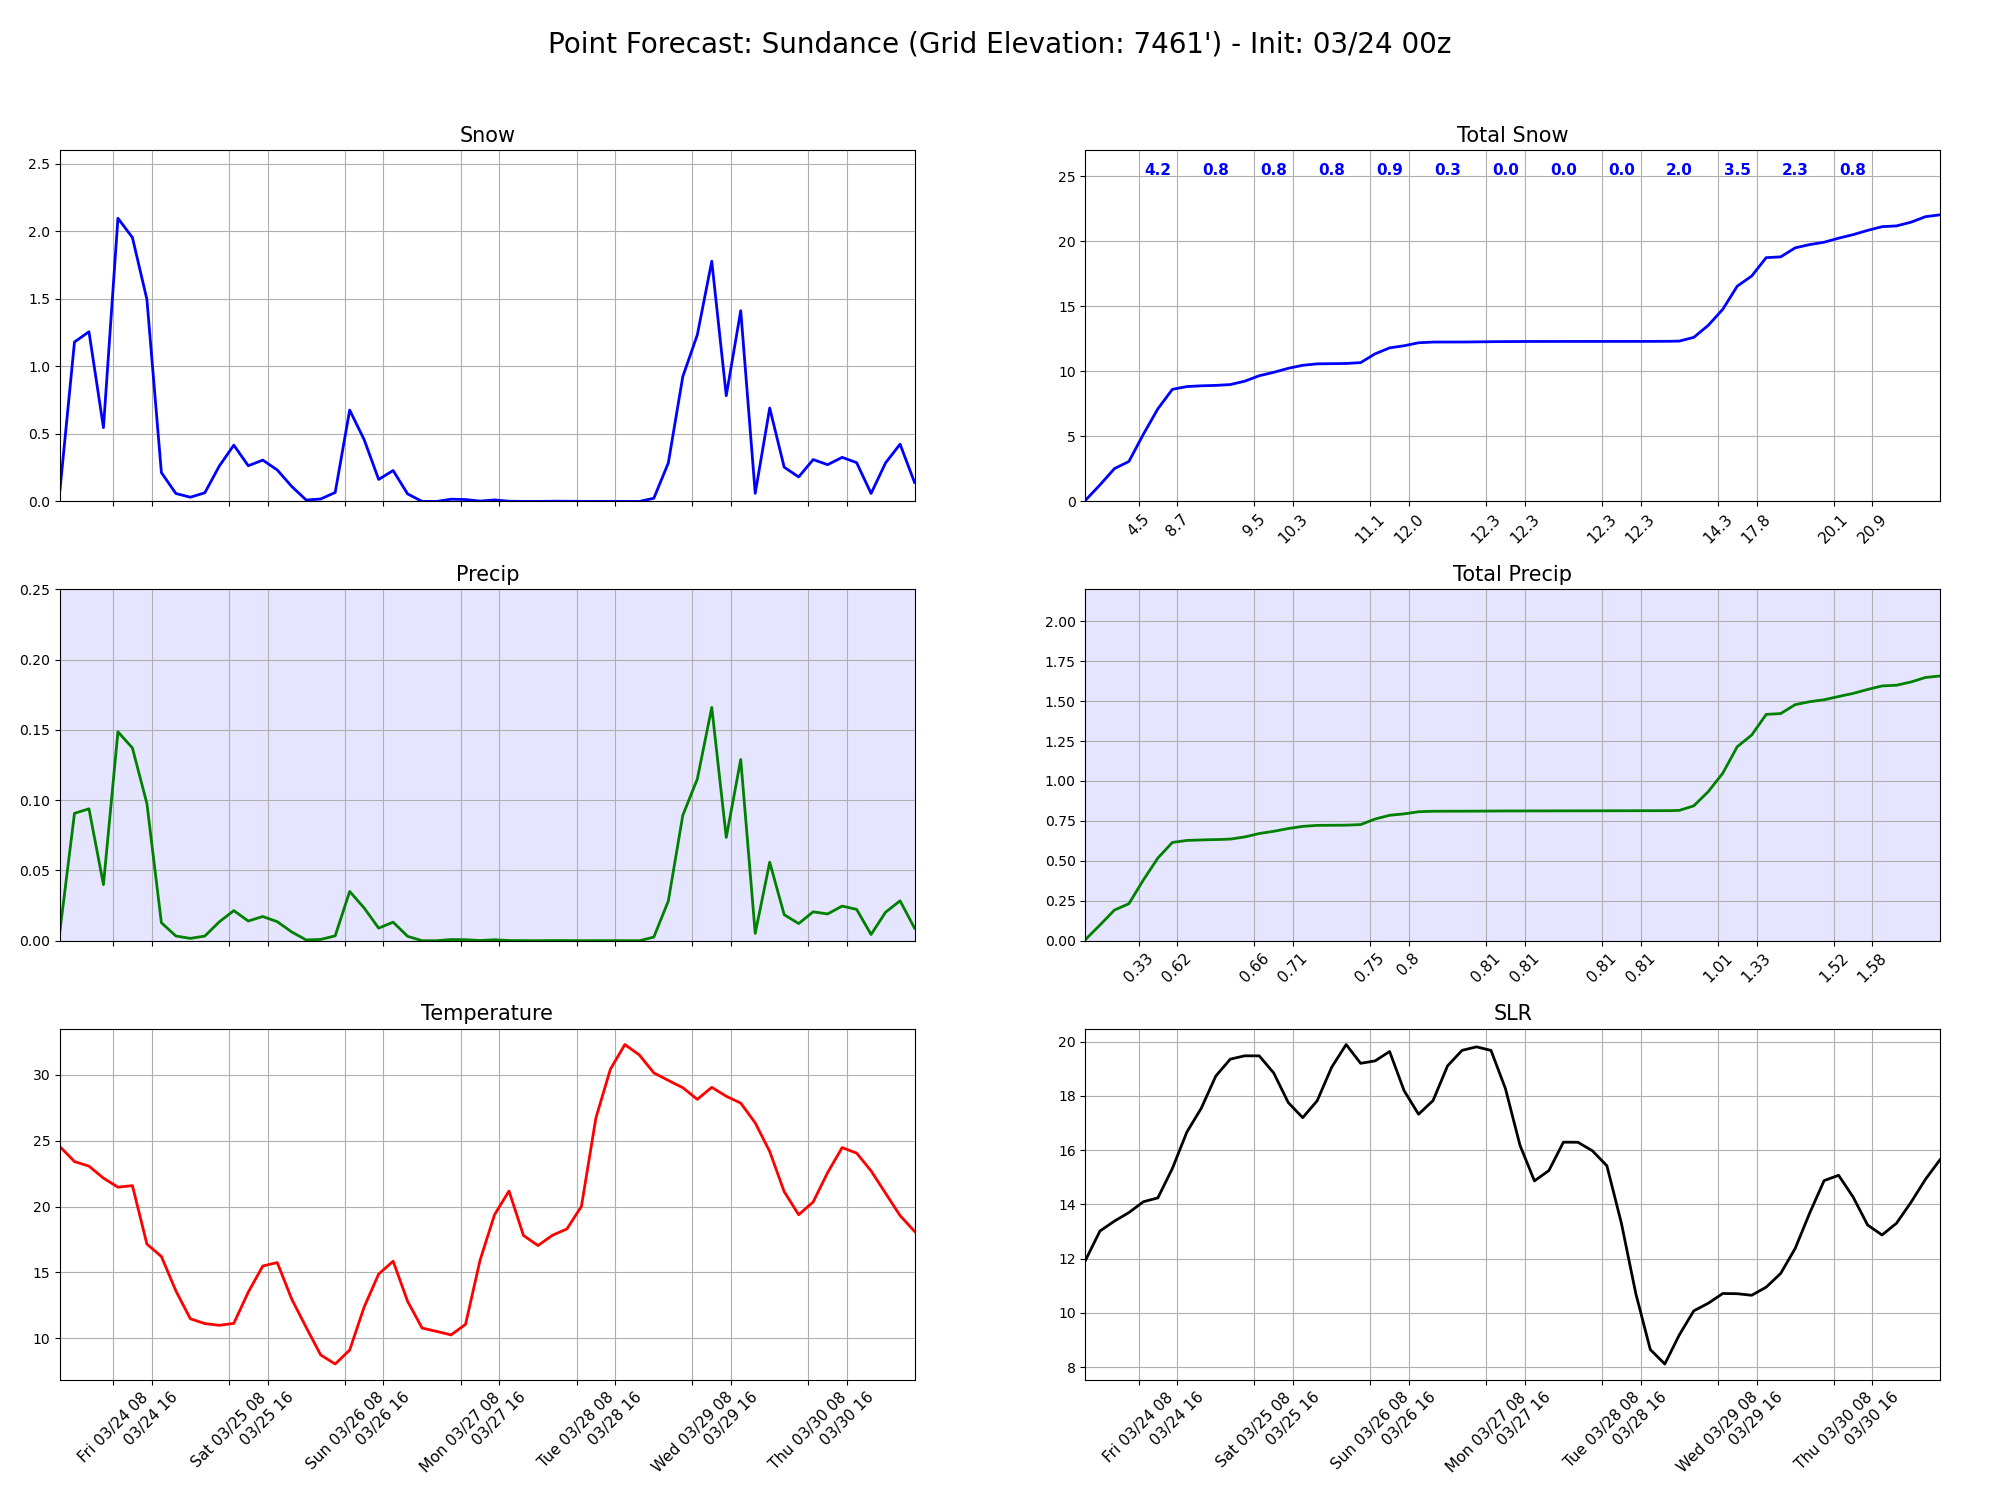 Point Forecast: Sundance (Grid Elevation: 7461') - Init: 03/24 00z
Snow
2.5
2.0
1.5
1.0
0.5
0.0
Total Snow
4.2 0.8 0.8 0.8 0.9 0.3 0.0 0.0 0.0 2.0 3.5 2.3 0.8
25
20
15
10
5
0
4.5 8.7 9.5 10.3 11.1 12.0 12.3 12.3 12.3 12.3 14.3 17.8 20.1 20.9
Precip
0.25
0.20
0.15
0.10
0.05
0.00
Total Precip
2.00
1.75
1.50
1.25
1.00
0.75
0.50
0.25
0.00
0.33 0.62 0.66 0.71 0.75 0.8 0.81 0.81 0.81 0.81 1.01 1.33 1.52 1.58
Temperature
30
25
20
15
10
Fri 03/24 08
03/24 16
Sat 03/25 08
03/25 16
Sun 03/26 08
03/26 16
Mon 03/27 08
03/27 16
Tue 03/28 08
03/28 16
Wed 03/29 08
03/29 16
Thu 03/30 08
03/30 16
SLR
20
18
16
14
12
10
8
Fri 03/24 08
03/24 16
Sat 03/25 08
03/25 16
Sun 03/26 08
03/26 16
Mon 03/27 08
03/27 16
Tue 03/28 08
03/28 16
Wed 03/29 08
03/29 16
Thu 03/30 08
03/30 16